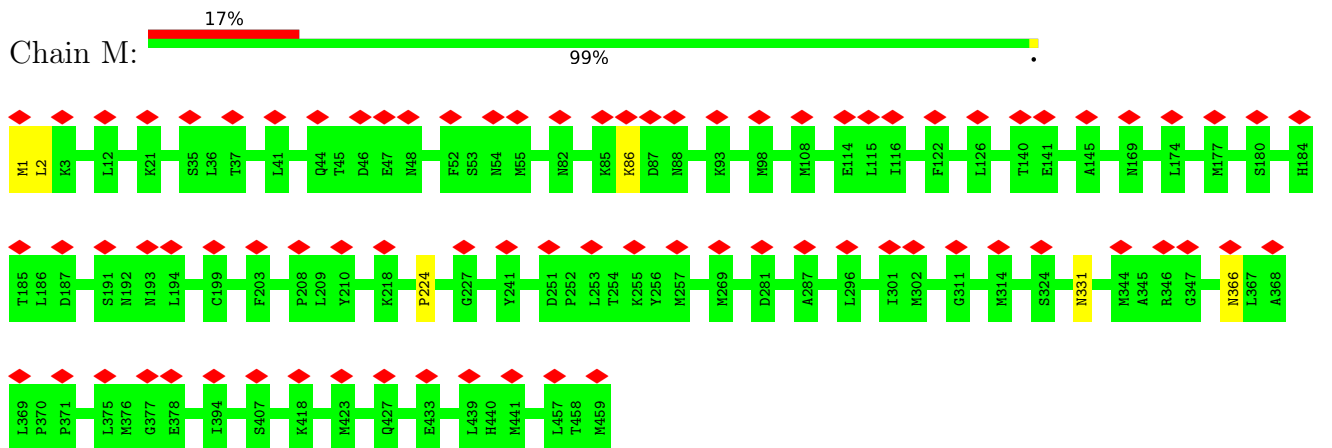 17%
Chain M:
99%
.
M1 L2 K3 L12 K21 S35 L36 T37 L41 Q44 T45 D46 E47 N48 F52 S53 N54 M55 N82 K85 K86 D87 N88 K93 M98 M108 E114 L115 I116 F122 L126 T140 E141 A145 N169 L174 M177 S180 H184
T185 L186 D187 S191 N192 N193 L194 C199 F203 P208 L209 Y210 K218 P224 G227 Y241 D251 P252 L253 T254 K255 Y256 M257 M269 D281 A287 L296 I301 M302 G311 M314 S324 N331 M344 A345 R346 G347 N366 L367 A368
L369 P370 P371 L375 M376 G377 E378 I394 S407 K418 M423 Q427 E433 L439 H440 M441 L457 T458 M459